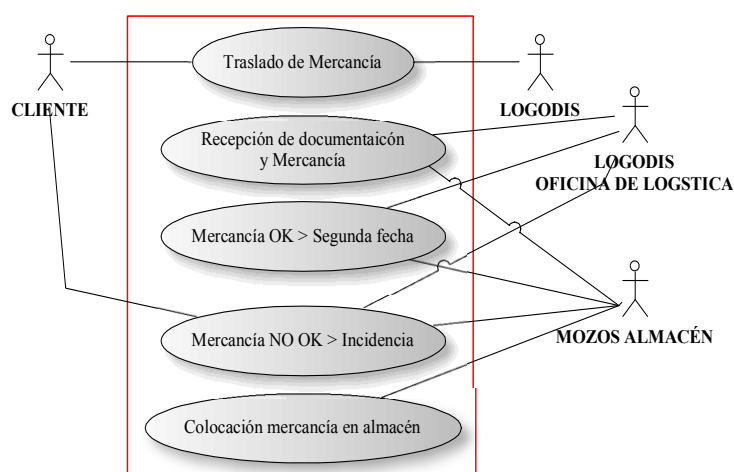 Traslado de Mercancía
CLIENTE
LOGODIS
Recepción de documentaicón
y Mercancía
LOGODIS
OFICINA DE LOGSTICA
Mercancía OK > Segunda fecha
Mercancía NO OK > Incidencia
MOZOS ALMACÉN
Colocación mercancía en almacén